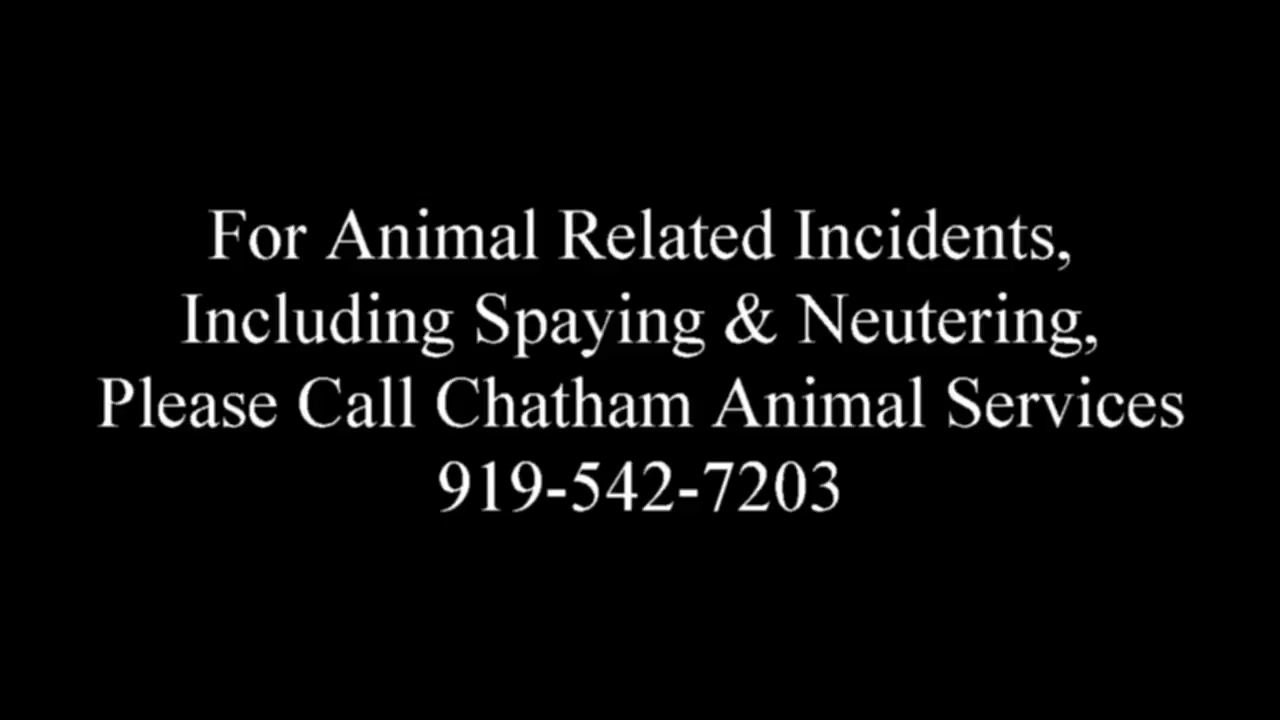 For Animal Related Incidents,
Including Spaying & Neutering,
Please Call Chatham Animal Services
919-542-7203